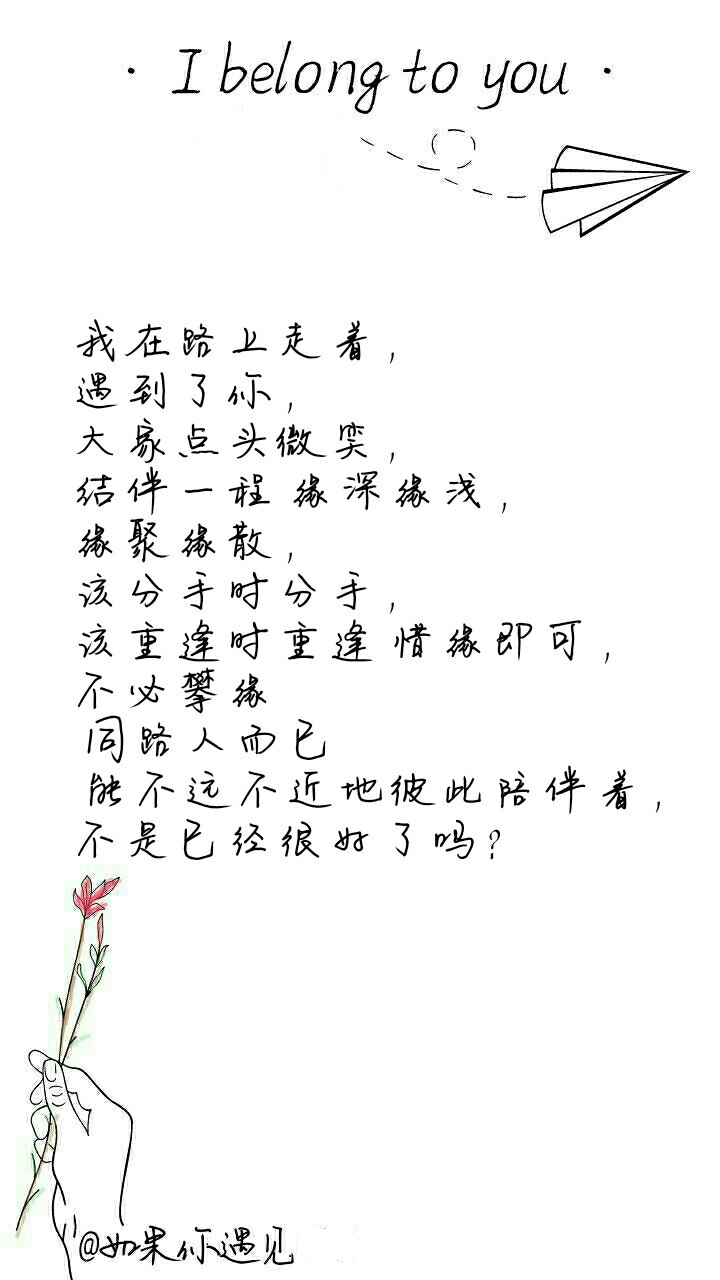 · I belong to you ·
我在路上走着，
遇到了你，
大家点头微笑，
结伴一程 缘深缘浅，
缘聚缘散，
该分手时分手，
该重逢时重逢 惜缘即可，
不必攀缘
同路人而已
能不远不近地彼此陪伴着，
不是已经很好了吗？
@如果你遇见